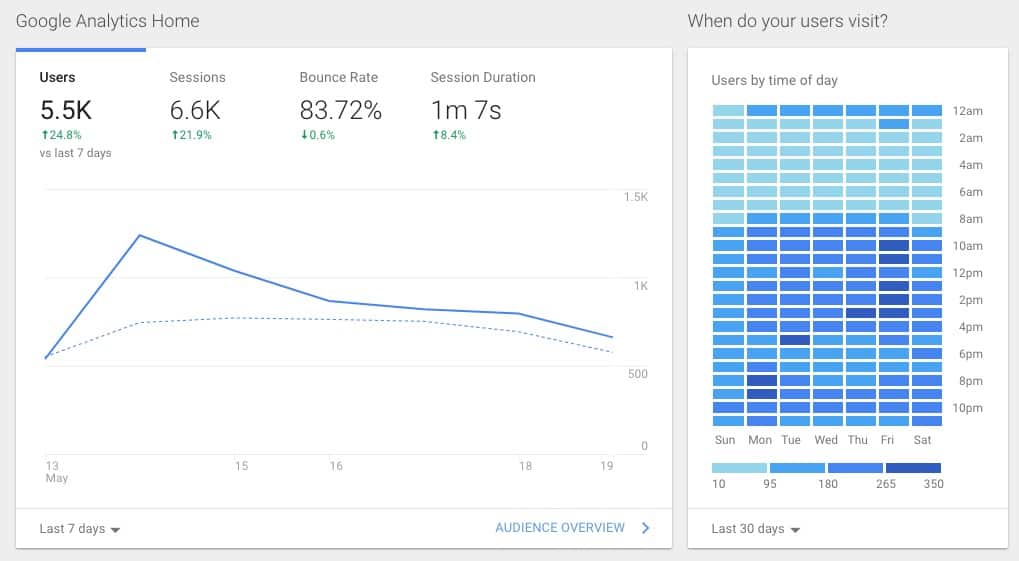 Google Analytics Home
When do your users visit?
Users
Sessions
Bounce Rate
Session Duration
5.5K
6.6K
83.72%
1m 7s
↑24.8%
↑21.9%
↓0.6%
↑8.4%
vs last 7 days
1.5K
1K
500
0
13
May
15
16
18
19
Last 7 days
AUDIENCE OVERVIEW
Users by time of day
12am
2am
4am
6am
8am
10am
12pm
2pm
4pm
6pm
8pm
10pm
Sun Mon Tue Wed Thu Fri Sat
10 95 180 265 350
Last 30 days